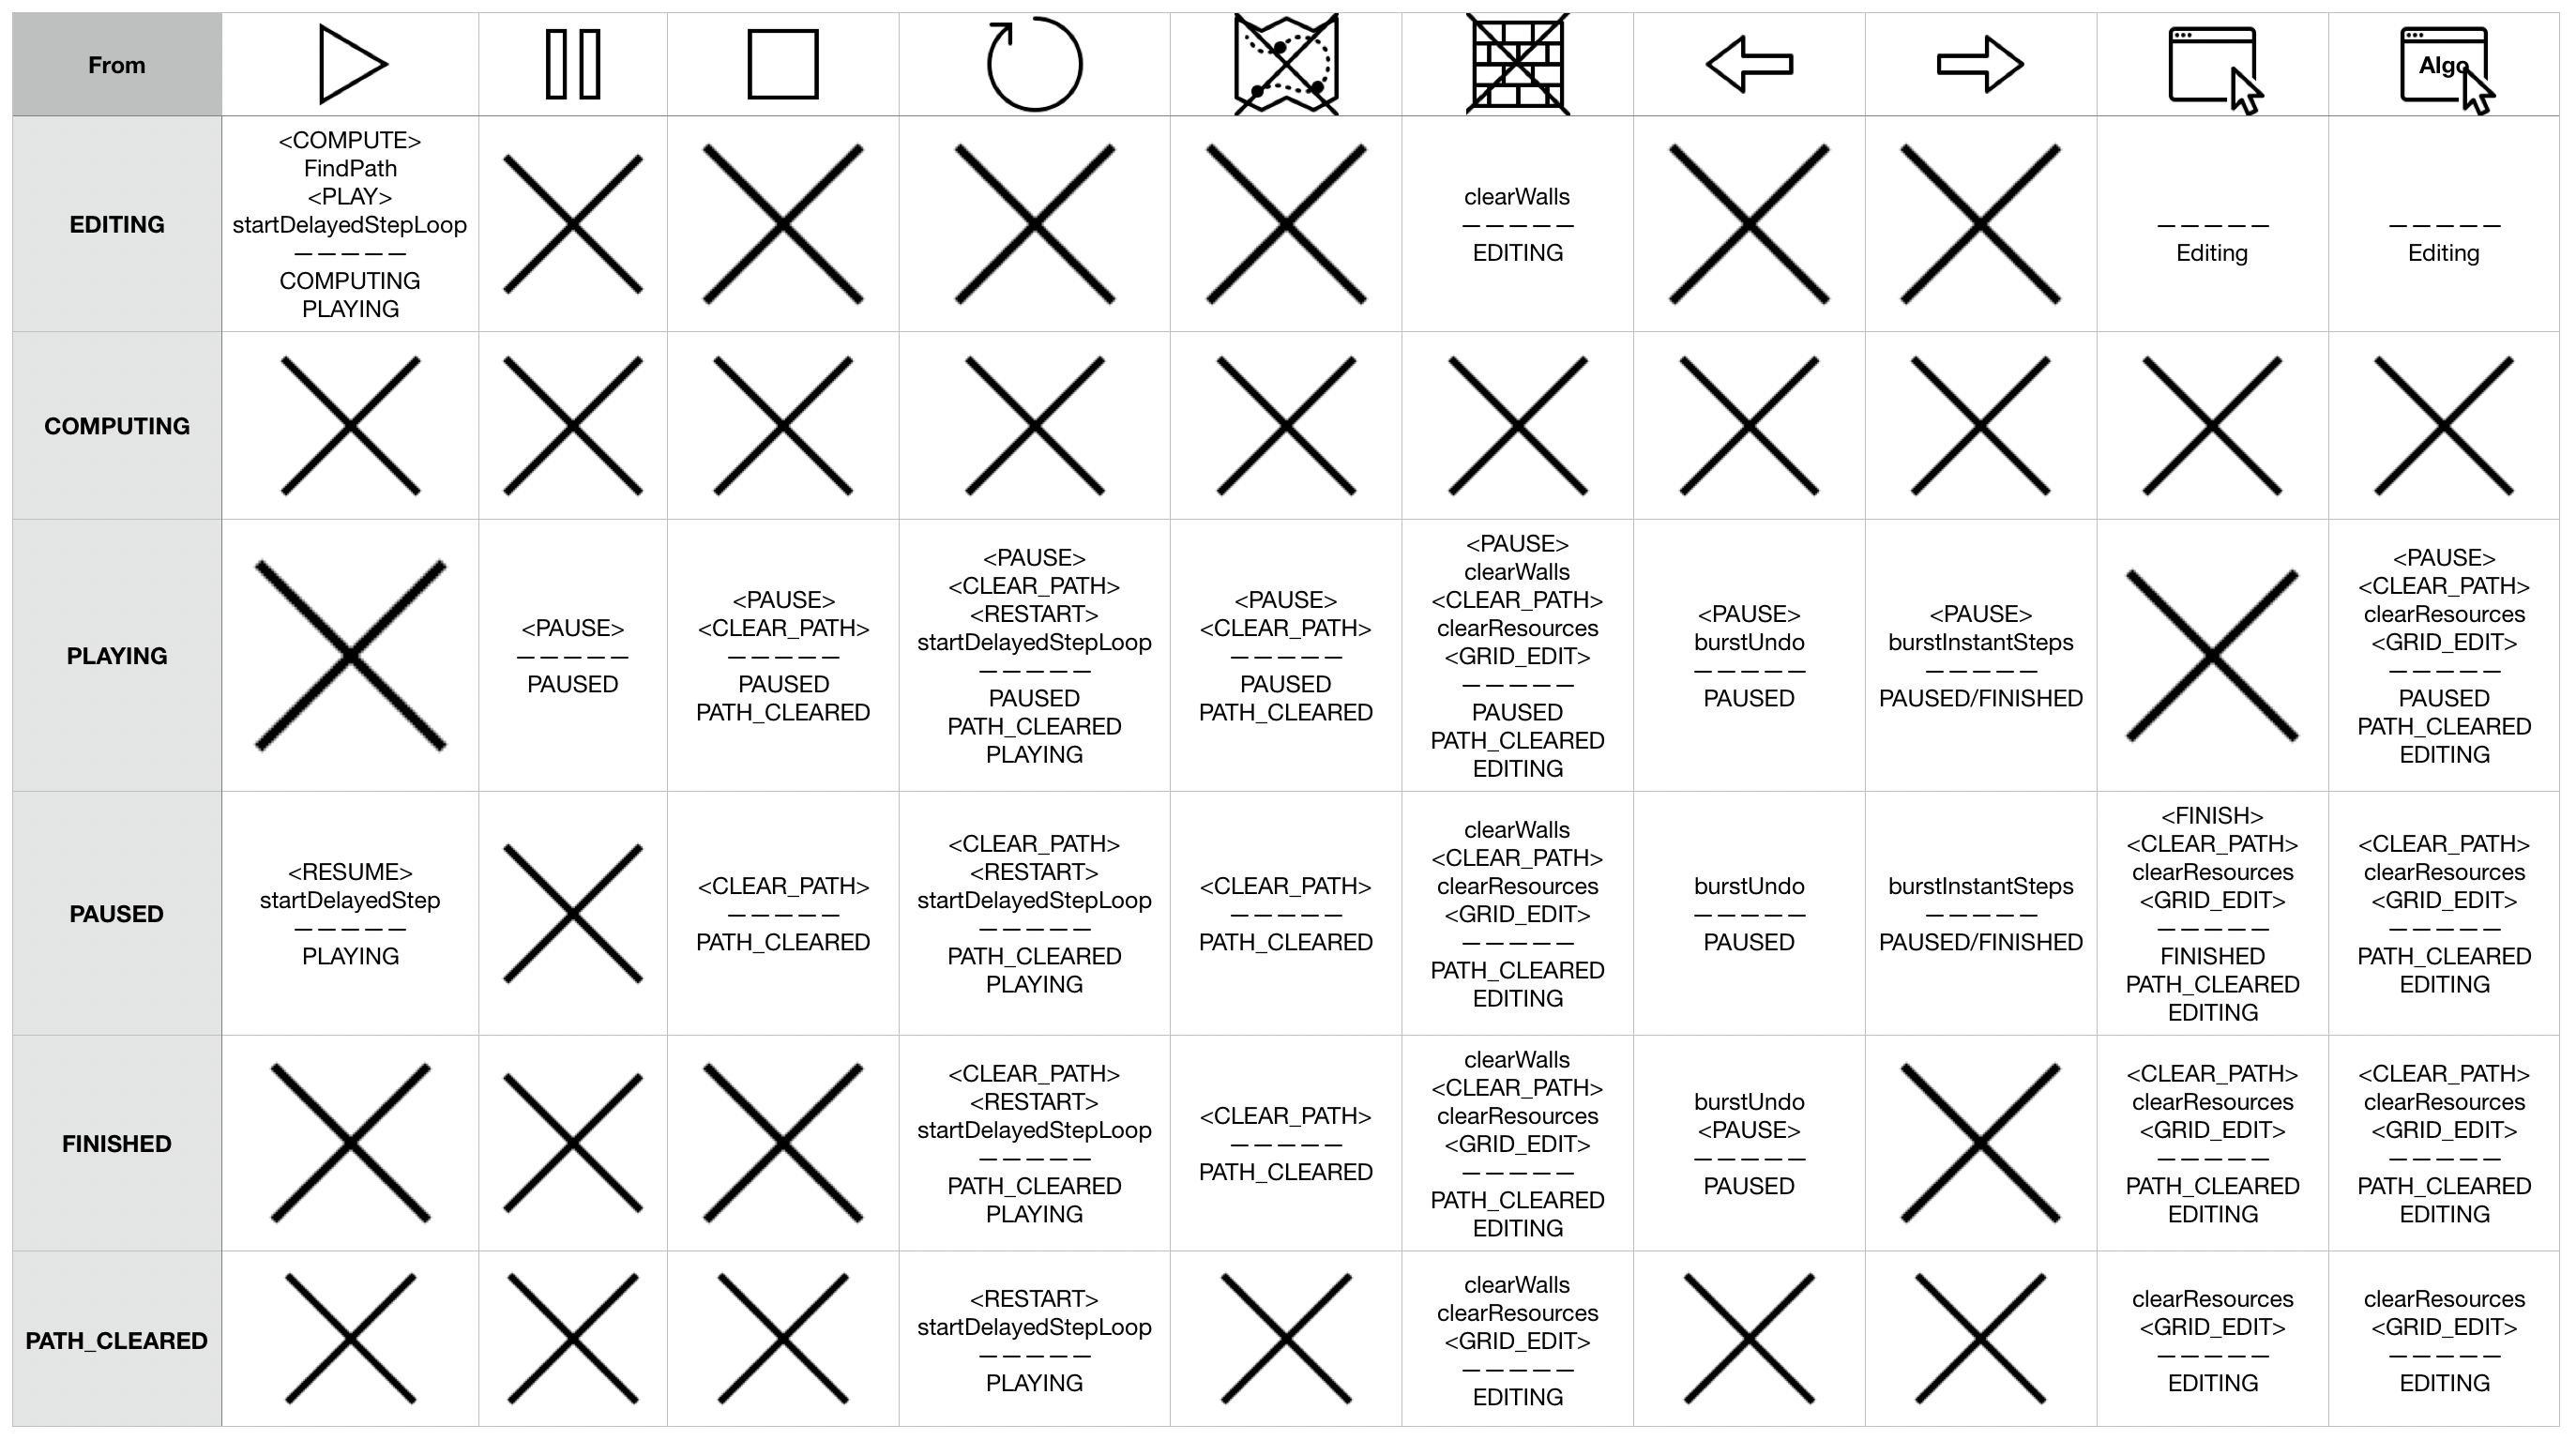 From
Algo
EDITING
<COMPUTE>
FindPath
<PLAY>
startDelayedStepLoop
— — — — —
COMPUTING
PLAYING
clearWalls
— — — — —
EDITING
— — — — —
Editing
— — — — —
Editing
COMPUTING
PLAYING
<PAUSE>
— — — — —
PAUSED
<PAUSE>
<CLEAR_PATH>
— — — — —
PAUSED
PATH_CLEARED
<PAUSE>
<CLEAR_PATH>
<RESTART>
startDelayedStepLoop
— — — — —
PAUSED
PATH_CLEARED
PLAYING
<PAUSE>
<CLEAR_PATH>
— — — — —
PAUSED
PATH_CLEARED
<PAUSE>
clearWalls
<CLEAR_PATH>
clearResources
<GRID_EDIT>
— — — — —
PAUSED
PATH_CLEARED
EDITING
<PAUSE>
burstUndo
— — — — —
PAUSED
<PAUSE>
burstInstantSteps
— — — — —
PAUSED/FINISHED
<PAUSE>
<CLEAR_PATH>
clearResources
<GRID_EDIT>
— — — — —
PAUSED
PATH_CLEARED
EDITING
PAUSED
<RESUME>
startDelayedStep
— — — — —
PLAYING
<CLEAR_PATH>
— — — — —
PATH_CLEARED
<CLEAR_PATH>
<RESTART>
startDelayedStepLoop
— — — — —
PATH_CLEARED
PLAYING
<CLEAR_PATH>
— — — — —
PATH_CLEARED
clearWalls
<CLEAR_PATH>
clearResources
<GRID_EDIT>
— — — — —
PATH_CLEARED
EDITING
burstUndo
— — — — —
PAUSED
burstInstantSteps
— — — — —
PAUSED/FINISHED
<FINISH>
<CLEAR_PATH>
clearResources
<GRID_EDIT>
— — — — —
FINISHED
PATH_CLEARED
EDITING
<CLEAR_PATH>
clearResources
<GRID_EDIT>
— — — — —
PATH_CLEARED
EDITING
FINISHED
<CLEAR_PATH>
<RESTART>
startDelayedStepLoop
— — — — —
PATH_CLEARED
PLAYING
<CLEAR_PATH>
— — — — —
PATH_CLEARED
clearWalls
<CLEAR_PATH>
clearResources
<GRID_EDIT>
— — — — —
PATH_CLEARED
EDITING
burstUndo
<PAUSE>
— — — — —
PAUSED
<CLEAR_PATH>
clearResources
<GRID_EDIT>
— — — — —
PATH_CLEARED
EDITING
<CLEAR_PATH>
clearResources
<GRID_EDIT>
— — — — —
PATH_CLEARED
EDITING
PATH_CLEARED
<RESTART>
startDelayedStepLoop
— — — — —
PLAYING
clearWalls
clearResources
<GRID_EDIT>
— — — — —
EDITING
clearResources
<GRID_EDIT>
— — — — —
EDITING
clearResources
<GRID_EDIT>
— — — — —
EDITING